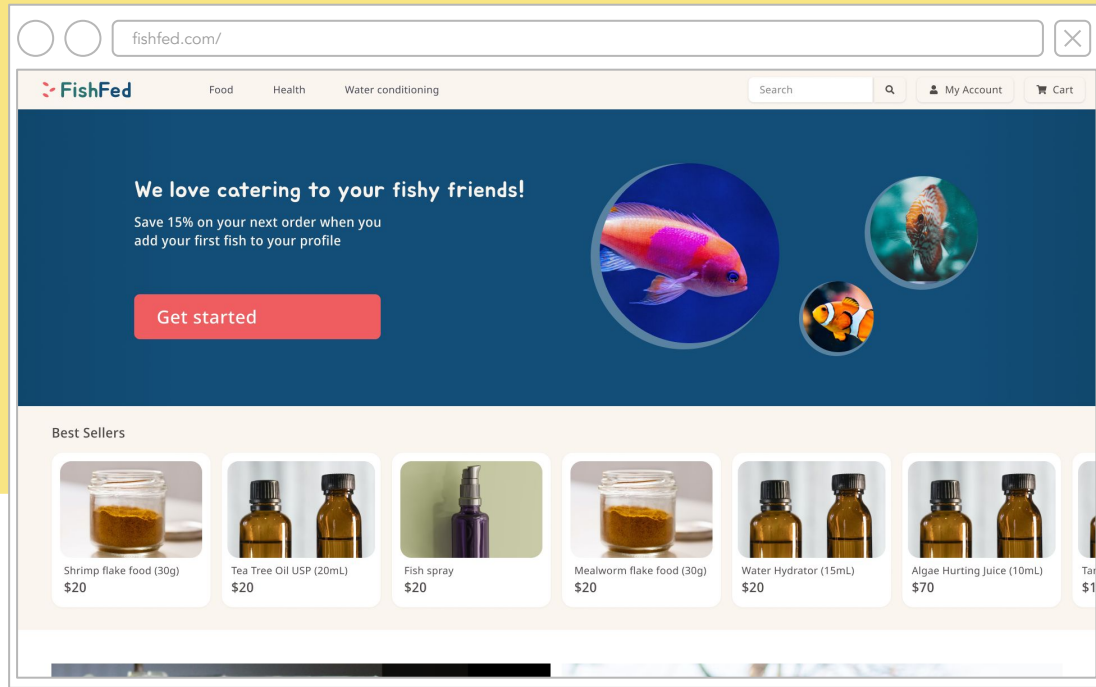 fishfed.com/
FishFed
Food
Health
Water conditioning
Search
My Account
Cart
We love catering to your fishy friends!
Save 15% on your next order when you
add your first fish to your profile
Get started
Best Sellers
Shrimp flake food (30g)
$20
Tea Tree Oil USP (20mL)
$20
Fish spray
$20
Mealworm flake food (30g)
$20
Water Hydrator (15mL)
$20
Algae Hurting Juice (10mL)
$70